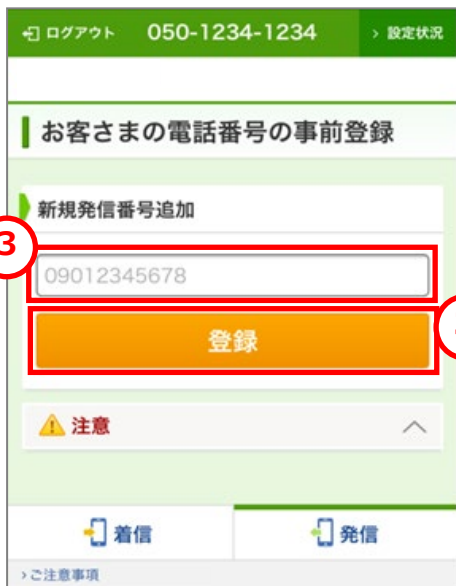 ログアウト 050-1234-1234 > 設定状況
お客さまの電話番号の事前登録
新規発信番号追加
3
09012345678
登録
注意
着信 発信
>ご注意事項